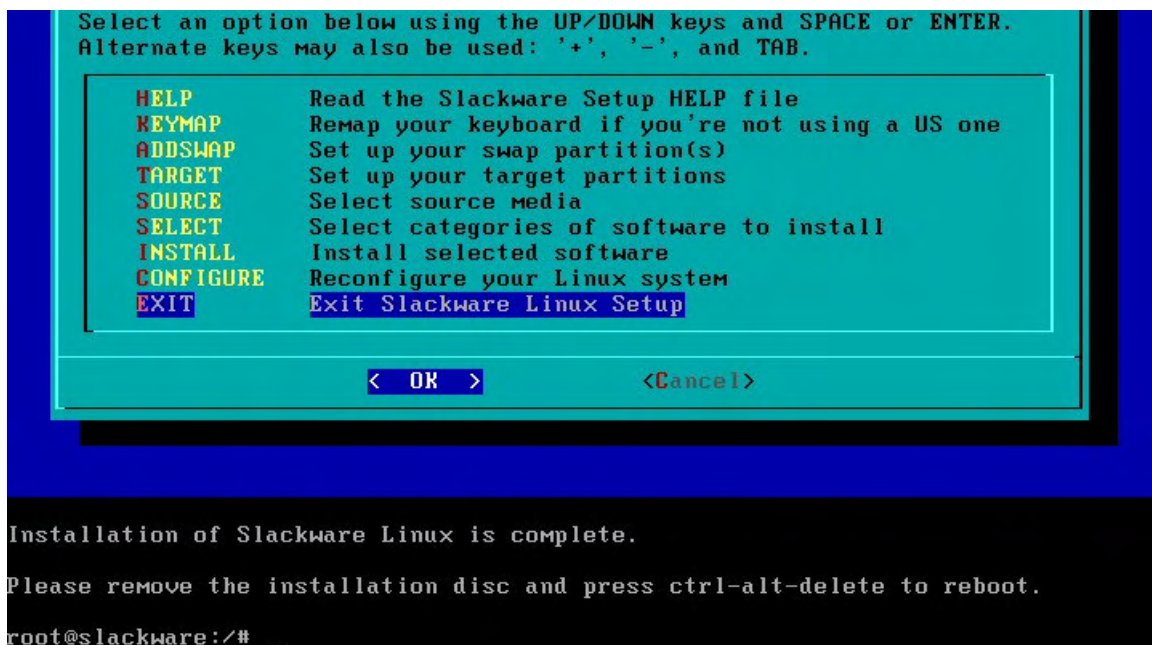 Select an option below using the UP/DOWN keys and SPACE or ENTER.
Alternate keys may also be used: '+', '-', and TAB.
HELP Read the Slackware Setup HELP file
KEYMAP Remap your keyboard if you're not using a US one
ADDSWAP Set up your swap partition(s)
TARGET Set up your target partitions
SOURCE Select source media
SELECT Select categories of software to install
INSTALL Install selected software
CONFIGURE Reconfigure your Linux system
EXIT Exit Slackware Linux Setup
< OK > <Cancel>
Installation of Slackware Linux is complete.
Please remove the installation disc and press ctrl-alt-delete to reboot.
root@slackware:/#